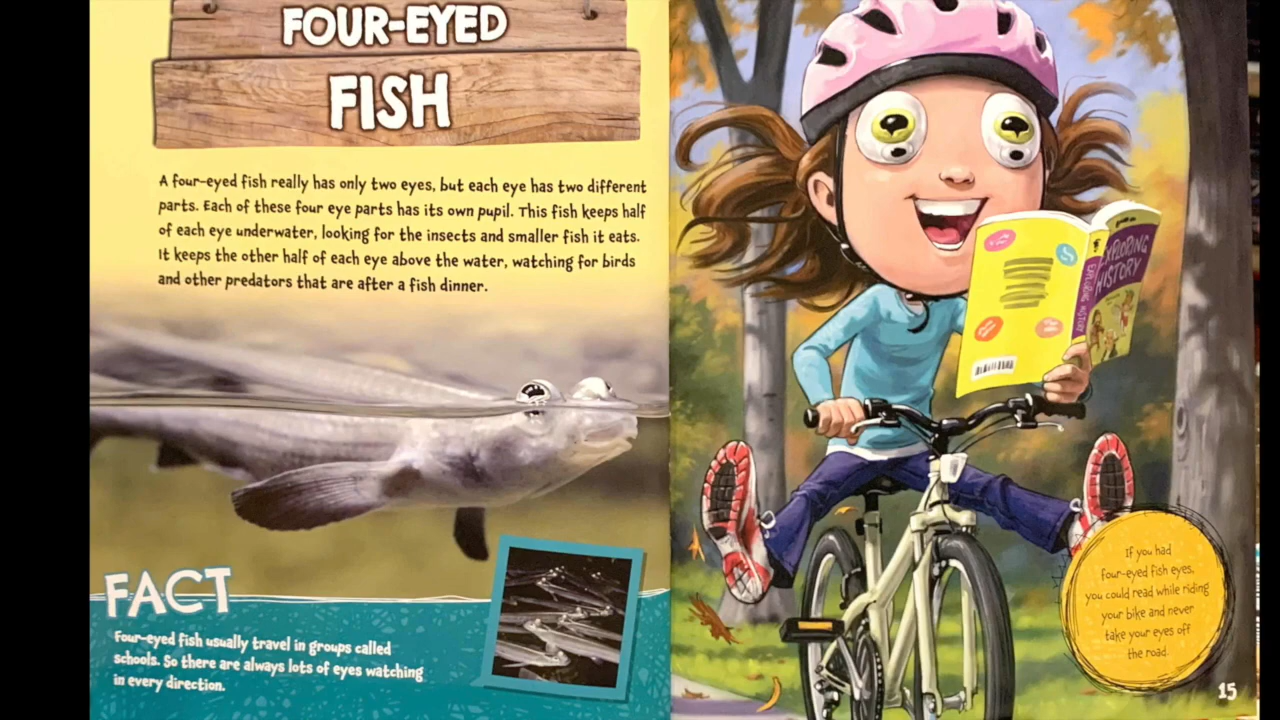 FOUR-EYED
FISH
A four-eyed fish really has only two eyes, but each eye has two different
parts. Each of these four eye parts has its own pupil. This fish keeps half
of each eye underwater, looking for the insects and smaller fish it eats.
It keeps the other half of each eye above the water, watching for birds
and other predators that are after a fish dinner.
FACT
Four-eyed fish usually travel in groups called
schools. So there are always lots of eyes watching
in every direction.
EXPLORING HISTORY
EXPLORING
HISTORY
If you had
four-eyed fish eyes,
you could read while riding
your bike and never
take your eyes off
the road.
15